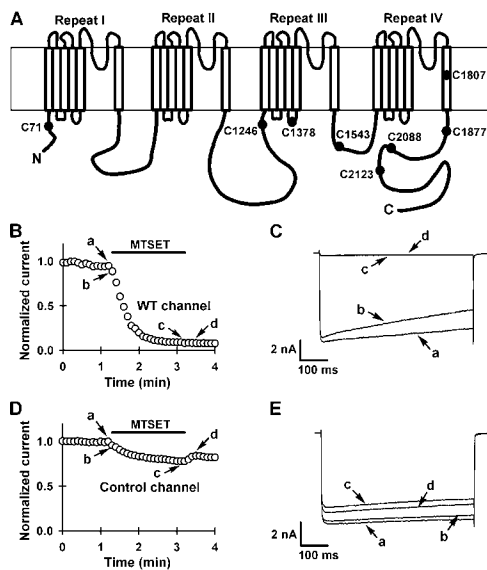 A
Repeat I
Repeat II
Repeat III
Repeat IV
C1807
C71
C1246
C1378
C1543
C2088
C1877
C2123
N
C
B
MTSET
a
b
WT channel
c
d
Normalized current
1.0
0.5
0.0
0 1 2 3 4
Time (min)
C
d
c
b
a
2 nA
100 ms
D
MTSET
a
b
d
c
Control channel
Normalized current
1.0
0.5
0.0
0 1 2 3 4
Time (min)
E
c
d
a
b
2 nA
100 ms